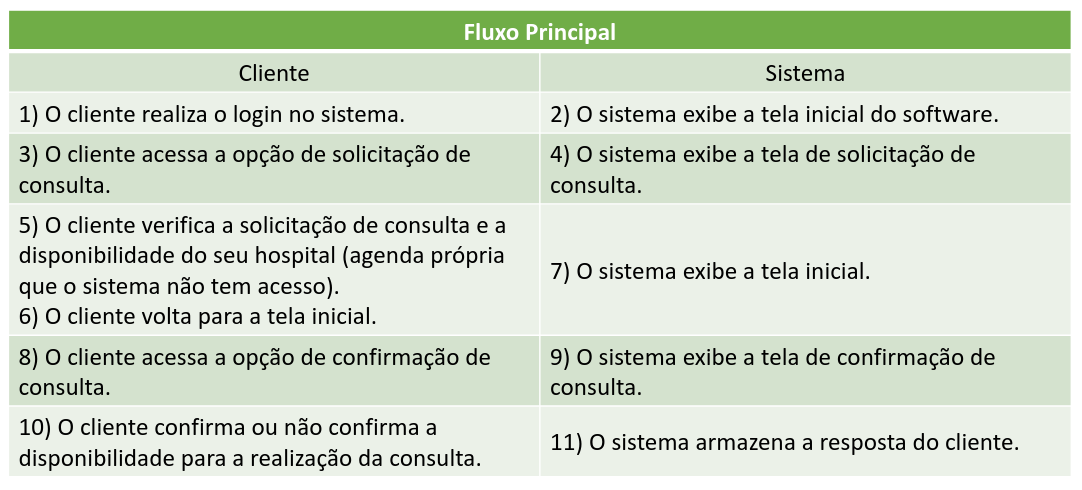 Fluxo Principal
Cliente
Sistema
1) O cliente realiza o login no sistema.
2) O sistema exibe a tela inicial do software.
3) O cliente acessa a opção de solicitação de
consulta.
4) O sistema exibe a tela de solicitação de
consulta.
5) O cliente verifica a solicitação de consulta e a
disponibilidade do seu hospital (agenda própria
que o sistema não tem acesso).
6) O cliente volta para a tela inicial.
7) O sistema exibe a tela inicial.
8) O cliente acessa a opção de confirmação de
consulta.
9) O sistema exibe a tela de confirmação de
consulta.
10) O cliente confirma ou não confirma a
disponibilidade para a realização da consulta.
11) O sistema armazena a resposta do cliente.